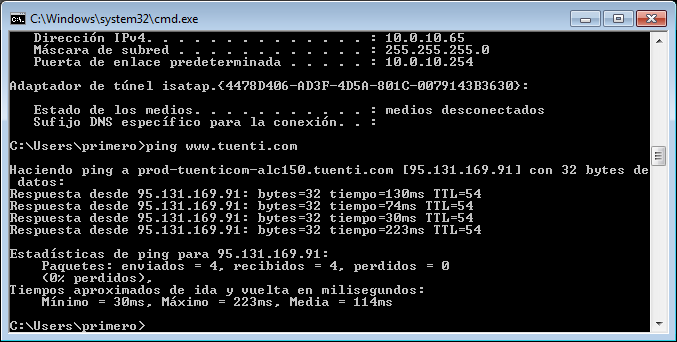 C:\Windows\system32\cmd.exe
Dirección IPv4. . . . . . . . . . . . . . : 10.0.10.65
Máscara de subred . . . . . . . . . . . . : 255.255.255.0
Puerta de enlace predeterminada . . . . . : 10.0.10.254
Adaptador de túnel isatap.{4478D406-AD3F-4D5A-801C-0079143B3630}:
Estado de los medios. . . . . . . . . . . : medios desconectados
Sufijo DNS específico para la conexión. . :
C:\Users\primero>ping www.tuenti.com
Haciendo ping a prod-tuenticom-alc150.tuenti.com [95.131.169.91] con 32 bytes de
datos:
Respuesta desde 95.131.169.91: bytes=32 tiempo=130ms TTL=54
Respuesta desde 95.131.169.91: bytes=32 tiempo=74ms TTL=54
Respuesta desde 95.131.169.91: bytes=32 tiempo=30ms TTL=54
Respuesta desde 95.131.169.91: bytes=32 tiempo=223ms TTL=54
Estadísticas de ping para 95.131.169.91:
Paquetes: enviados = 4, recibidos = 4, perdidos = 0
(0% perdidos),
Tiempos aproximados de ida y vuelta en milisegundos:
Mínimo = 30ms, Máximo = 223ms, Media = 114ms
C:\Users\primero>